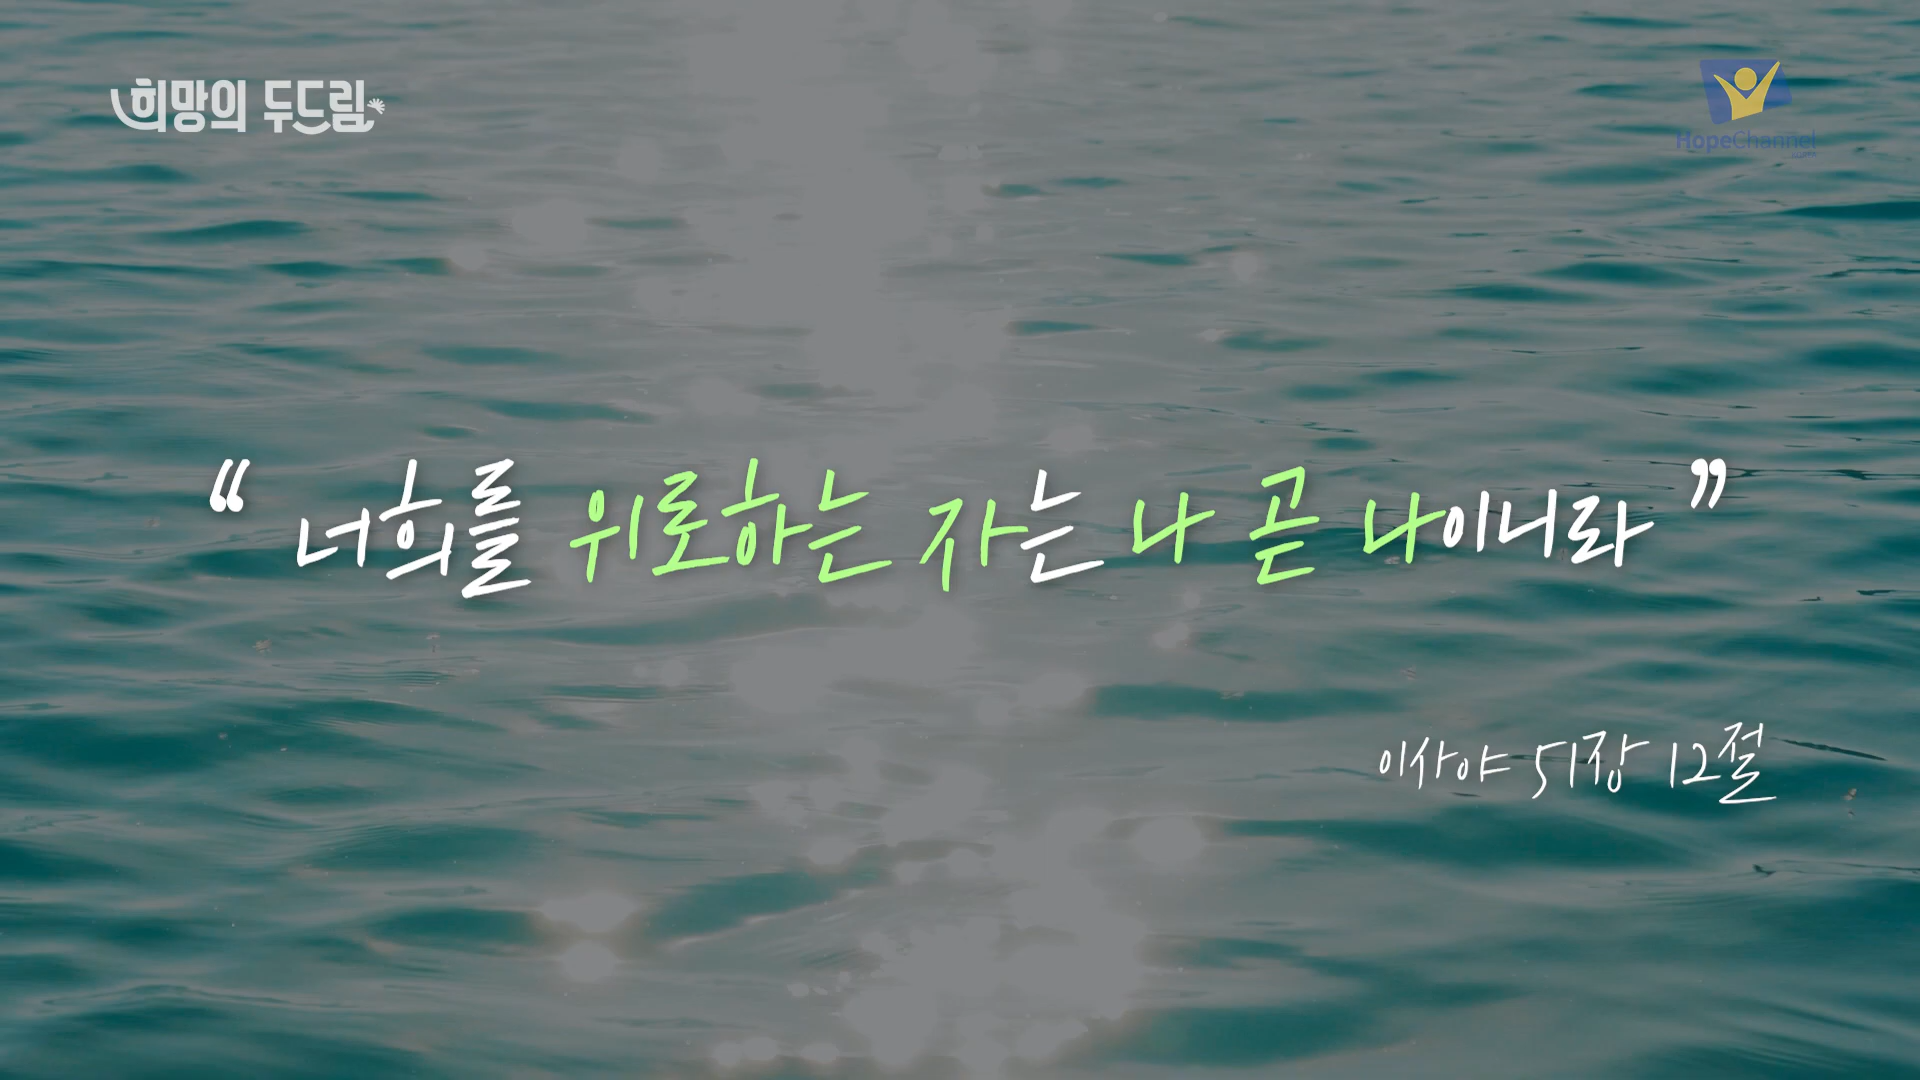 희망의 두드림
HopeChannel
“ 너희를 위로하는 자는 나 곧 나이니라 ”
이사야 51장 12절